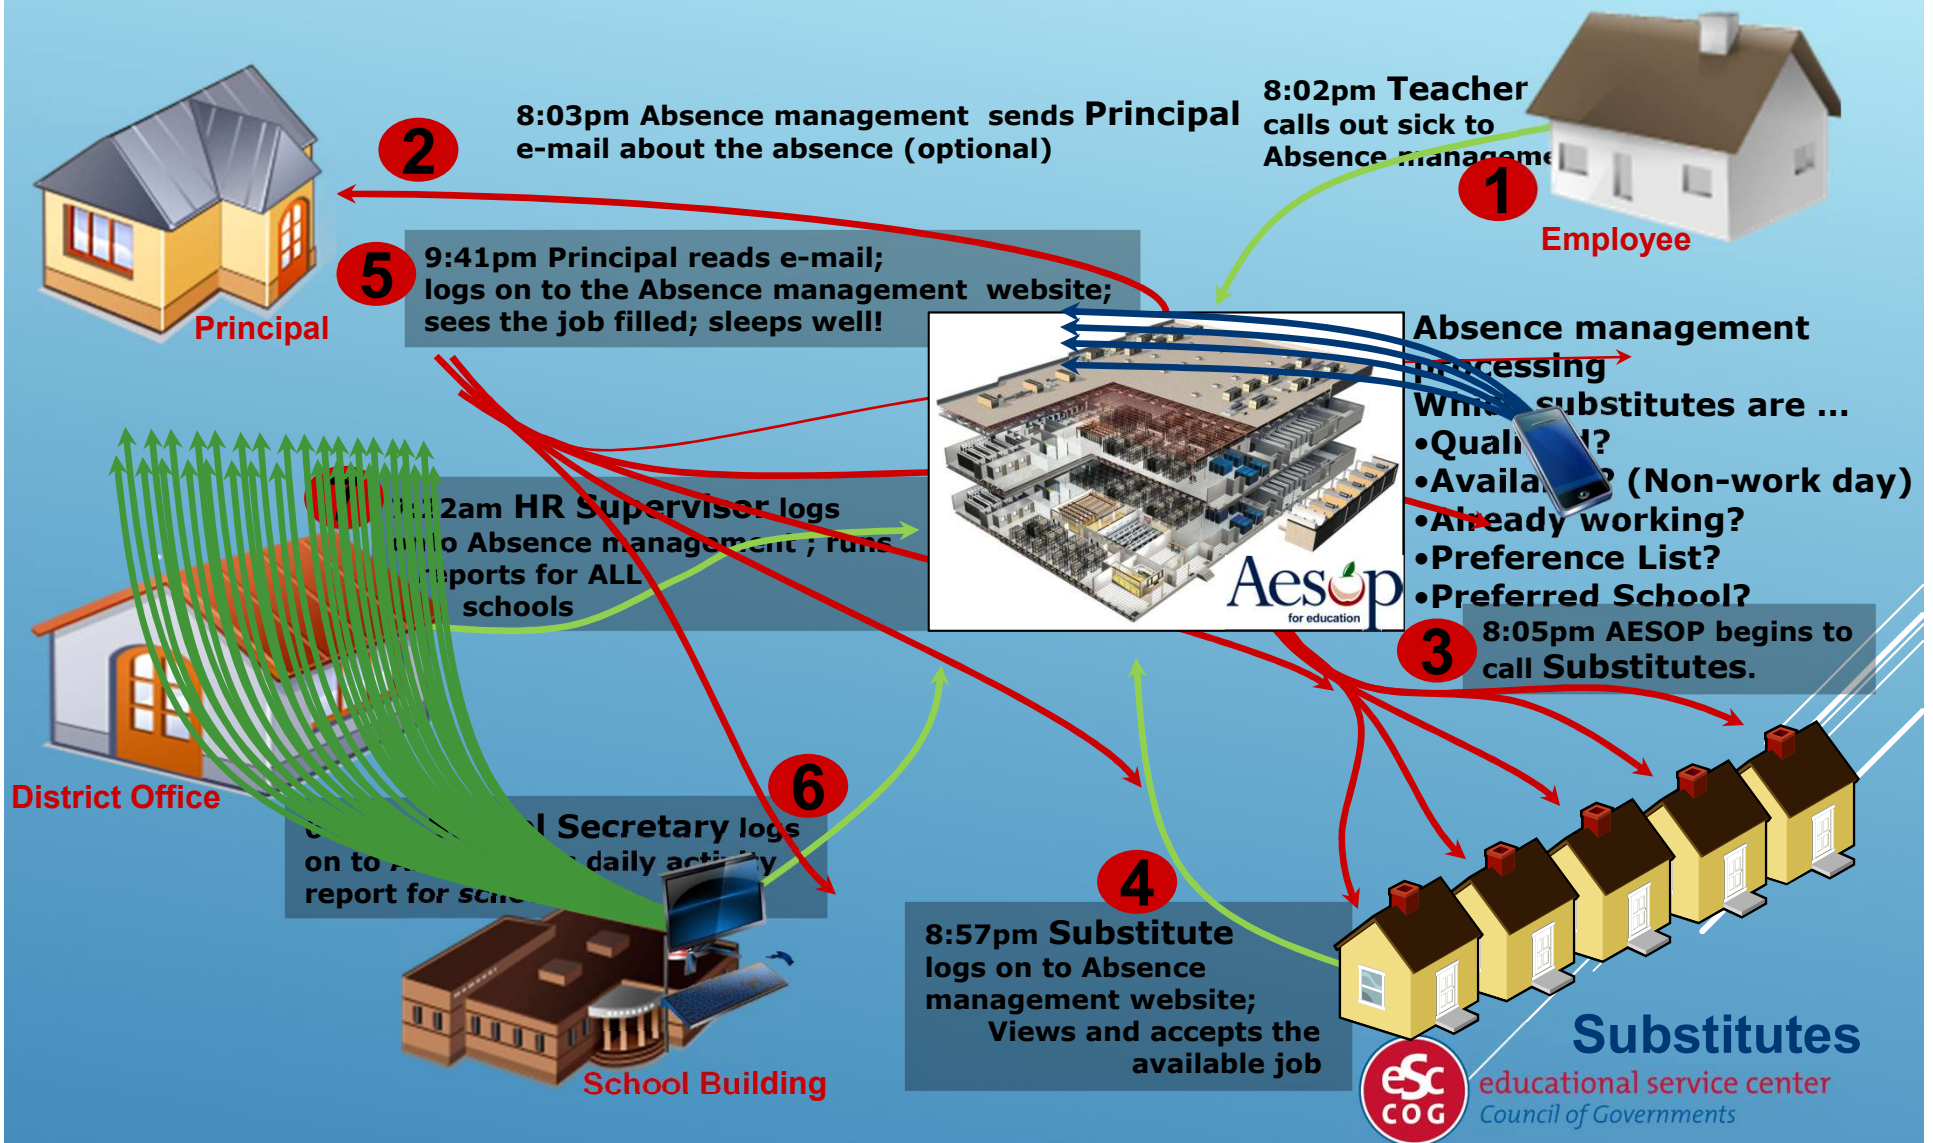 8:02pm Teacher
calls out sick to
Absence
1
Employee
2
8:03pm Absence management sends Principal
e-mail about the absence (optional)
Principal
5
9:41pm Principal reads e-mail;
logs on to the Absence management website;
sees the job filled; sleeps well!
Absence management
processing
substitutes are ...
•
•
(Non-work day)
•Already working?
•Preference List?
•Preferred School?
Aesop
for education
3
8:05pm AESOP begins to
call Substitutes.
HR Supervisor logs
Absence management ; runs
for ALL
schools
District Office
6
Secretary logs
on to daily activity
report for
School Building
4
8:57pm Substitute
logs on to Absence
management website;
Views and accepts the
available job
Substitutes
esc
COG
educational service center
Council of Governments